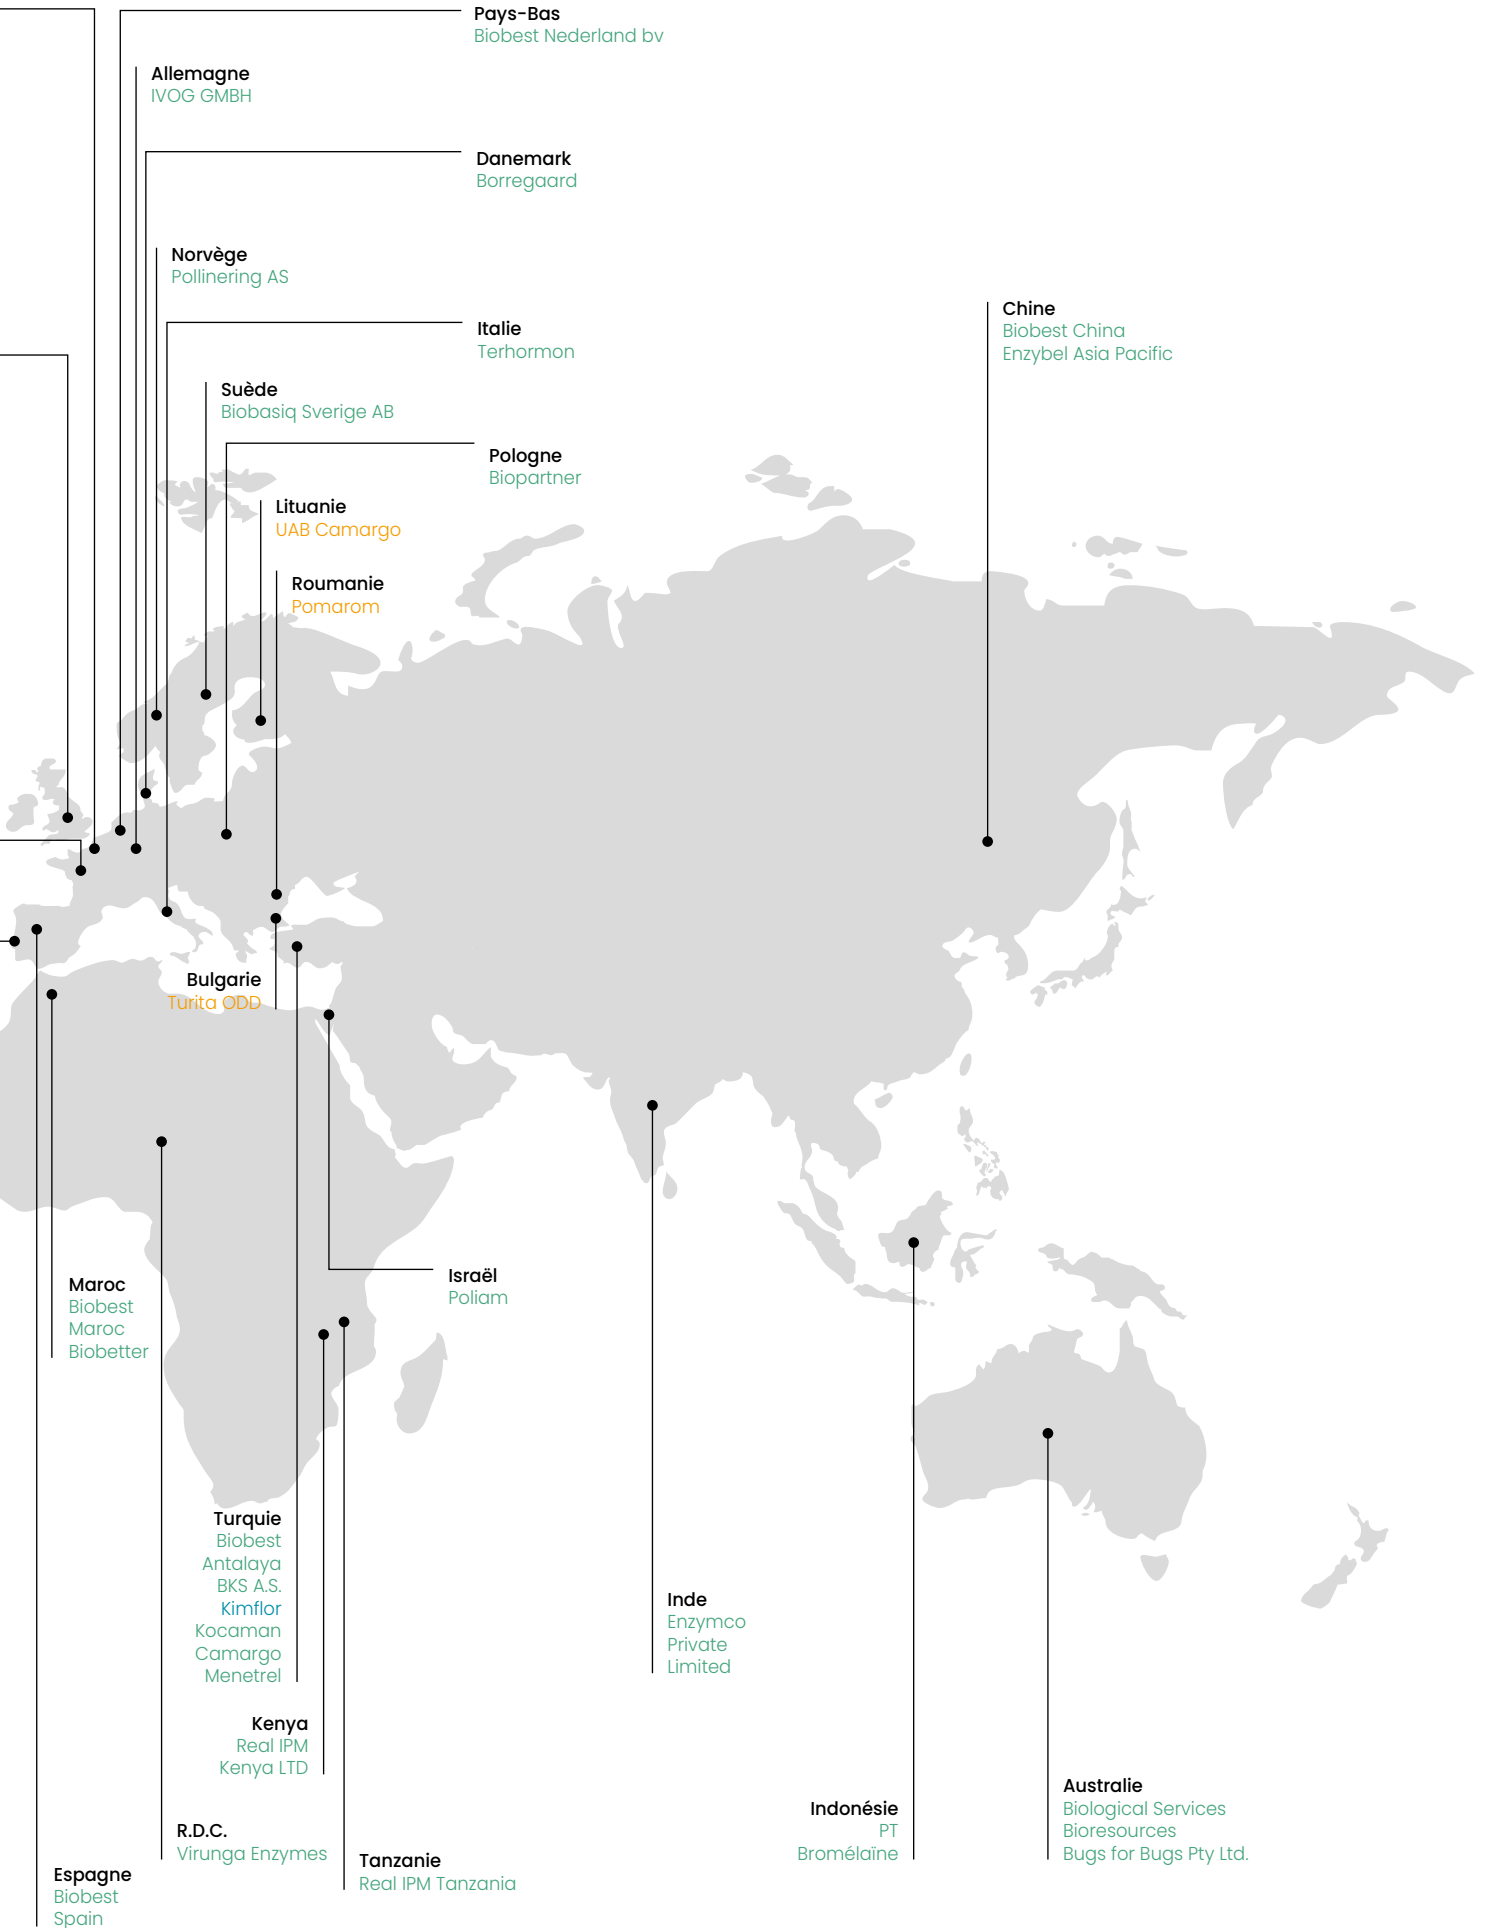 Pays-Bas
Biobest Nederland bv
Allemagne
IVOG GMBH
Danemark
Borregaard
Norvège
Pollinering AS
Chine
Biobest China
Enzybel Asia Pacific
Italie
Terhormon
Suède
Biobasiq Sverige AB
Pologne
Biopartner
Lituanie
UAB Camargo
Roumanie
Pomarom
Bulgarie
Turita ODD
Israël
Poliam
Maroc
Biobest
Maroc
Biobetter
Turquie
Biobest
Antalaya
BKS A.S.
Kimflor
Kocaman
Camargo
Menetrel
Inde
Enzymco
Private
Limited
Kenya
Real IPM
Kenya LTD
Indonésie
PT
Bromélaïne
Australie
Biological Services
Bioresources
Bugs for Bugs Pty Ltd.
R.D.C.
Virunga Enzymes
Tanzanie
Real IPM Tanzania
Espagne
Biobest
Spain